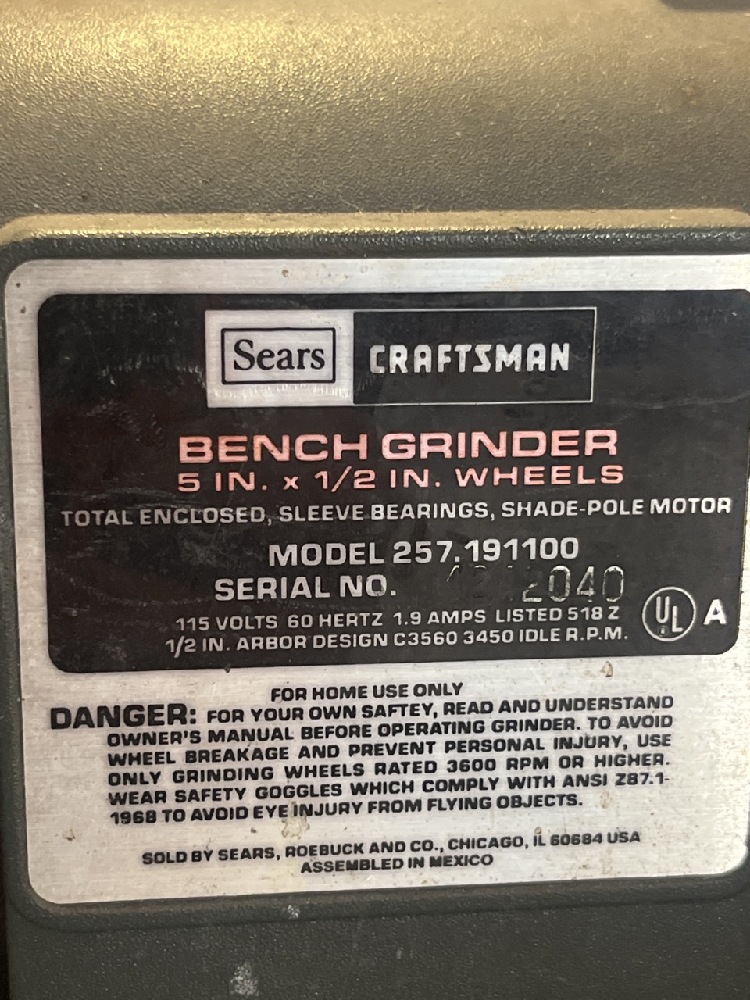 Sears CRAFTSMAN
BENCH GRINDER
5 IN. x 1/2 IN. WHEELS
TOTAL ENCLOSED, SLEEVE BEARINGS, SHADE-POLE MOTOR
MODEL 257.191100
SERIAL NO.
115 VOLTS 60 HERTZ 1.9 AMPS LISTED 518 Z
1/2 IN. ARBOR DESIGN C3560 3450 IDLE R.P.M.
UL A
FOR HOME USE ONLY
DANGER: FOR YOUR OWN SAFTEY, READ AND UNDERSTAND
OWNER'S MANUAL BEFORE OPERATING GRINDER. TO AVOID
WHEEL BREAKAGE AND PREVENT PERSONAL INJURY, USE
ONLY GRINDING WHEELS RATED 3600 RPM OR HIGHER.
WEAR SAFETY GOGGLES WHICH COMPLY WITH ANSI Z87.1-
1968 TO AVOID EYE INJURY FROM FLYING OBJECTS.
SOLD BY SEARS, ROEBUCK AND CO., CHICAGO, IL 60684 USA
ASSEMBLED IN MEXICO